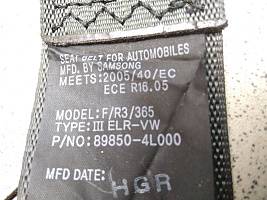 SEAT BELT FOR AUTOMOBILES
MFD. BY SAMSONG
MEETS:2005/40/EC
ECE R16.05
MODEL:F/R3/365
TYPE:III ELR-VW
P/NO:89850-4L000
MFD DATE:
HGR